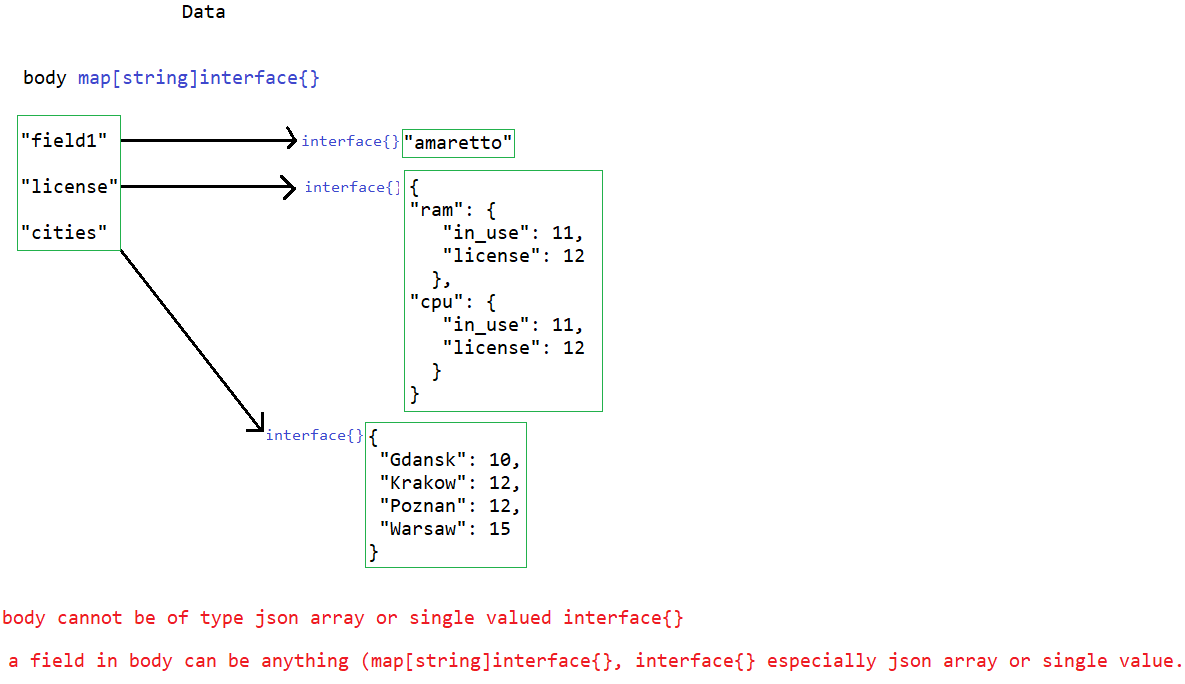 Data
body map[string]interface{}
"field1" interface{} "amaretto"
"license" interface{} {
"ram": {
"in_use": 11,
"cities" "license": 12
},
"cpu": {
"in_use": 11,
"license": 12
}
}
interface{} {
"Gdansk": 10,
"Krakow": 12,
"Poznan": 12,
"Warsaw": 15
}
body cannot be of type json array or single valued interface{}
a field in body can be anything (map[string]interface{}, interface{} especially json array or single value.